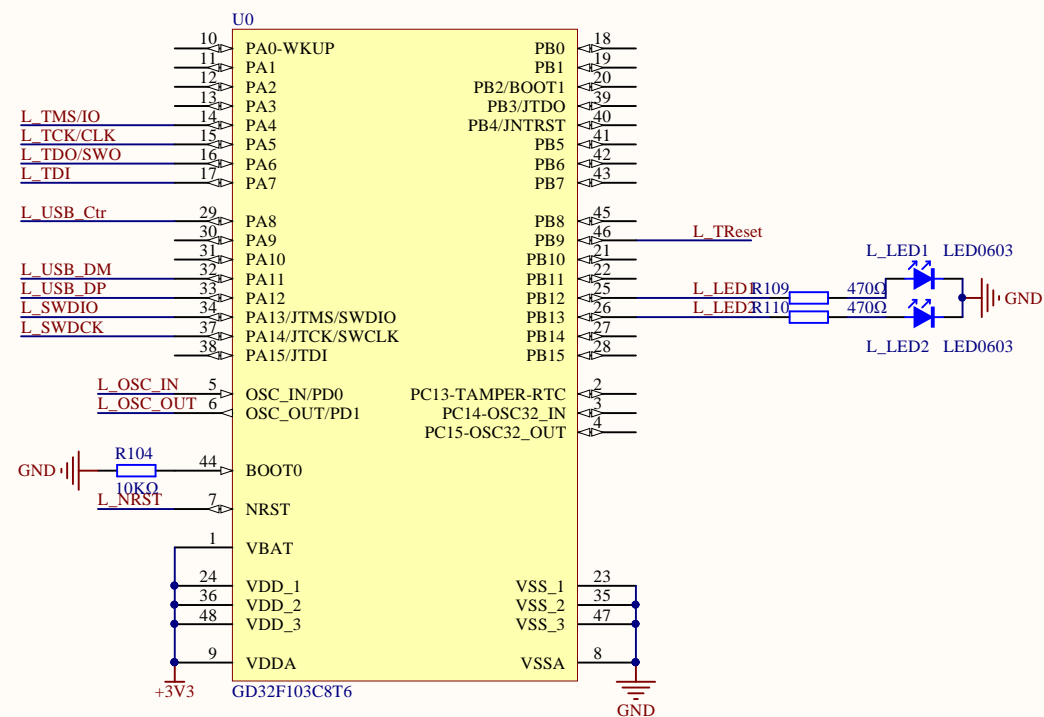 U0
10 PA0-WKUP PB0 18
11 PA1 PB1 19
12 PA2 PB2/BOOT1 20
13 PA3 PB3/JTDO 39
L_TMS/IO 14 PA4 PB4/JNTRST 40
L_TCK/CLK 15 PA5 PB5 41
L_TDO/SWO 16 PA6 PB6 42
L_TDI 17 PA7 PB7 43
L_USB_Ctr 29 PA8 PB8 45
30 PA9 PB9 46 L_TReset
31 PA10 PB10 21
L_LED1 LED0603
L_USB_DM 32 PA11 PB11 22
L_USB_DP 33 PA12 PB12 25 L_LED1 R109 470Ω
GND
L_SWDIO 34 PA13/JTMS/SWDIO PB13 26 L_LED2 R110 470Ω
L_SWDCK 37 PA14/JTCK/SWCLK PB14 27
L_LED2 LED0603
38 PA15/JTDI PB15 28
L_OSC_IN 5 OSC_IN/PD0 PC13-TAMPER-RTC 2
L_OSC_OUT 6 OSC_OUT/PD1 PC14-OSC32_IN 3
PC15-OSC32_OUT 4
R104
GND 44 BOOT0
10KΩ
L_NRST 7 NRST
1 VBAT
24 VDD_1 VSS_1 23
36 VDD_2 VSS_2 35
48 VDD_3 VSS_3 47
9 VDDA VSSA 8
+3V3 GD32F103C8T6
GND